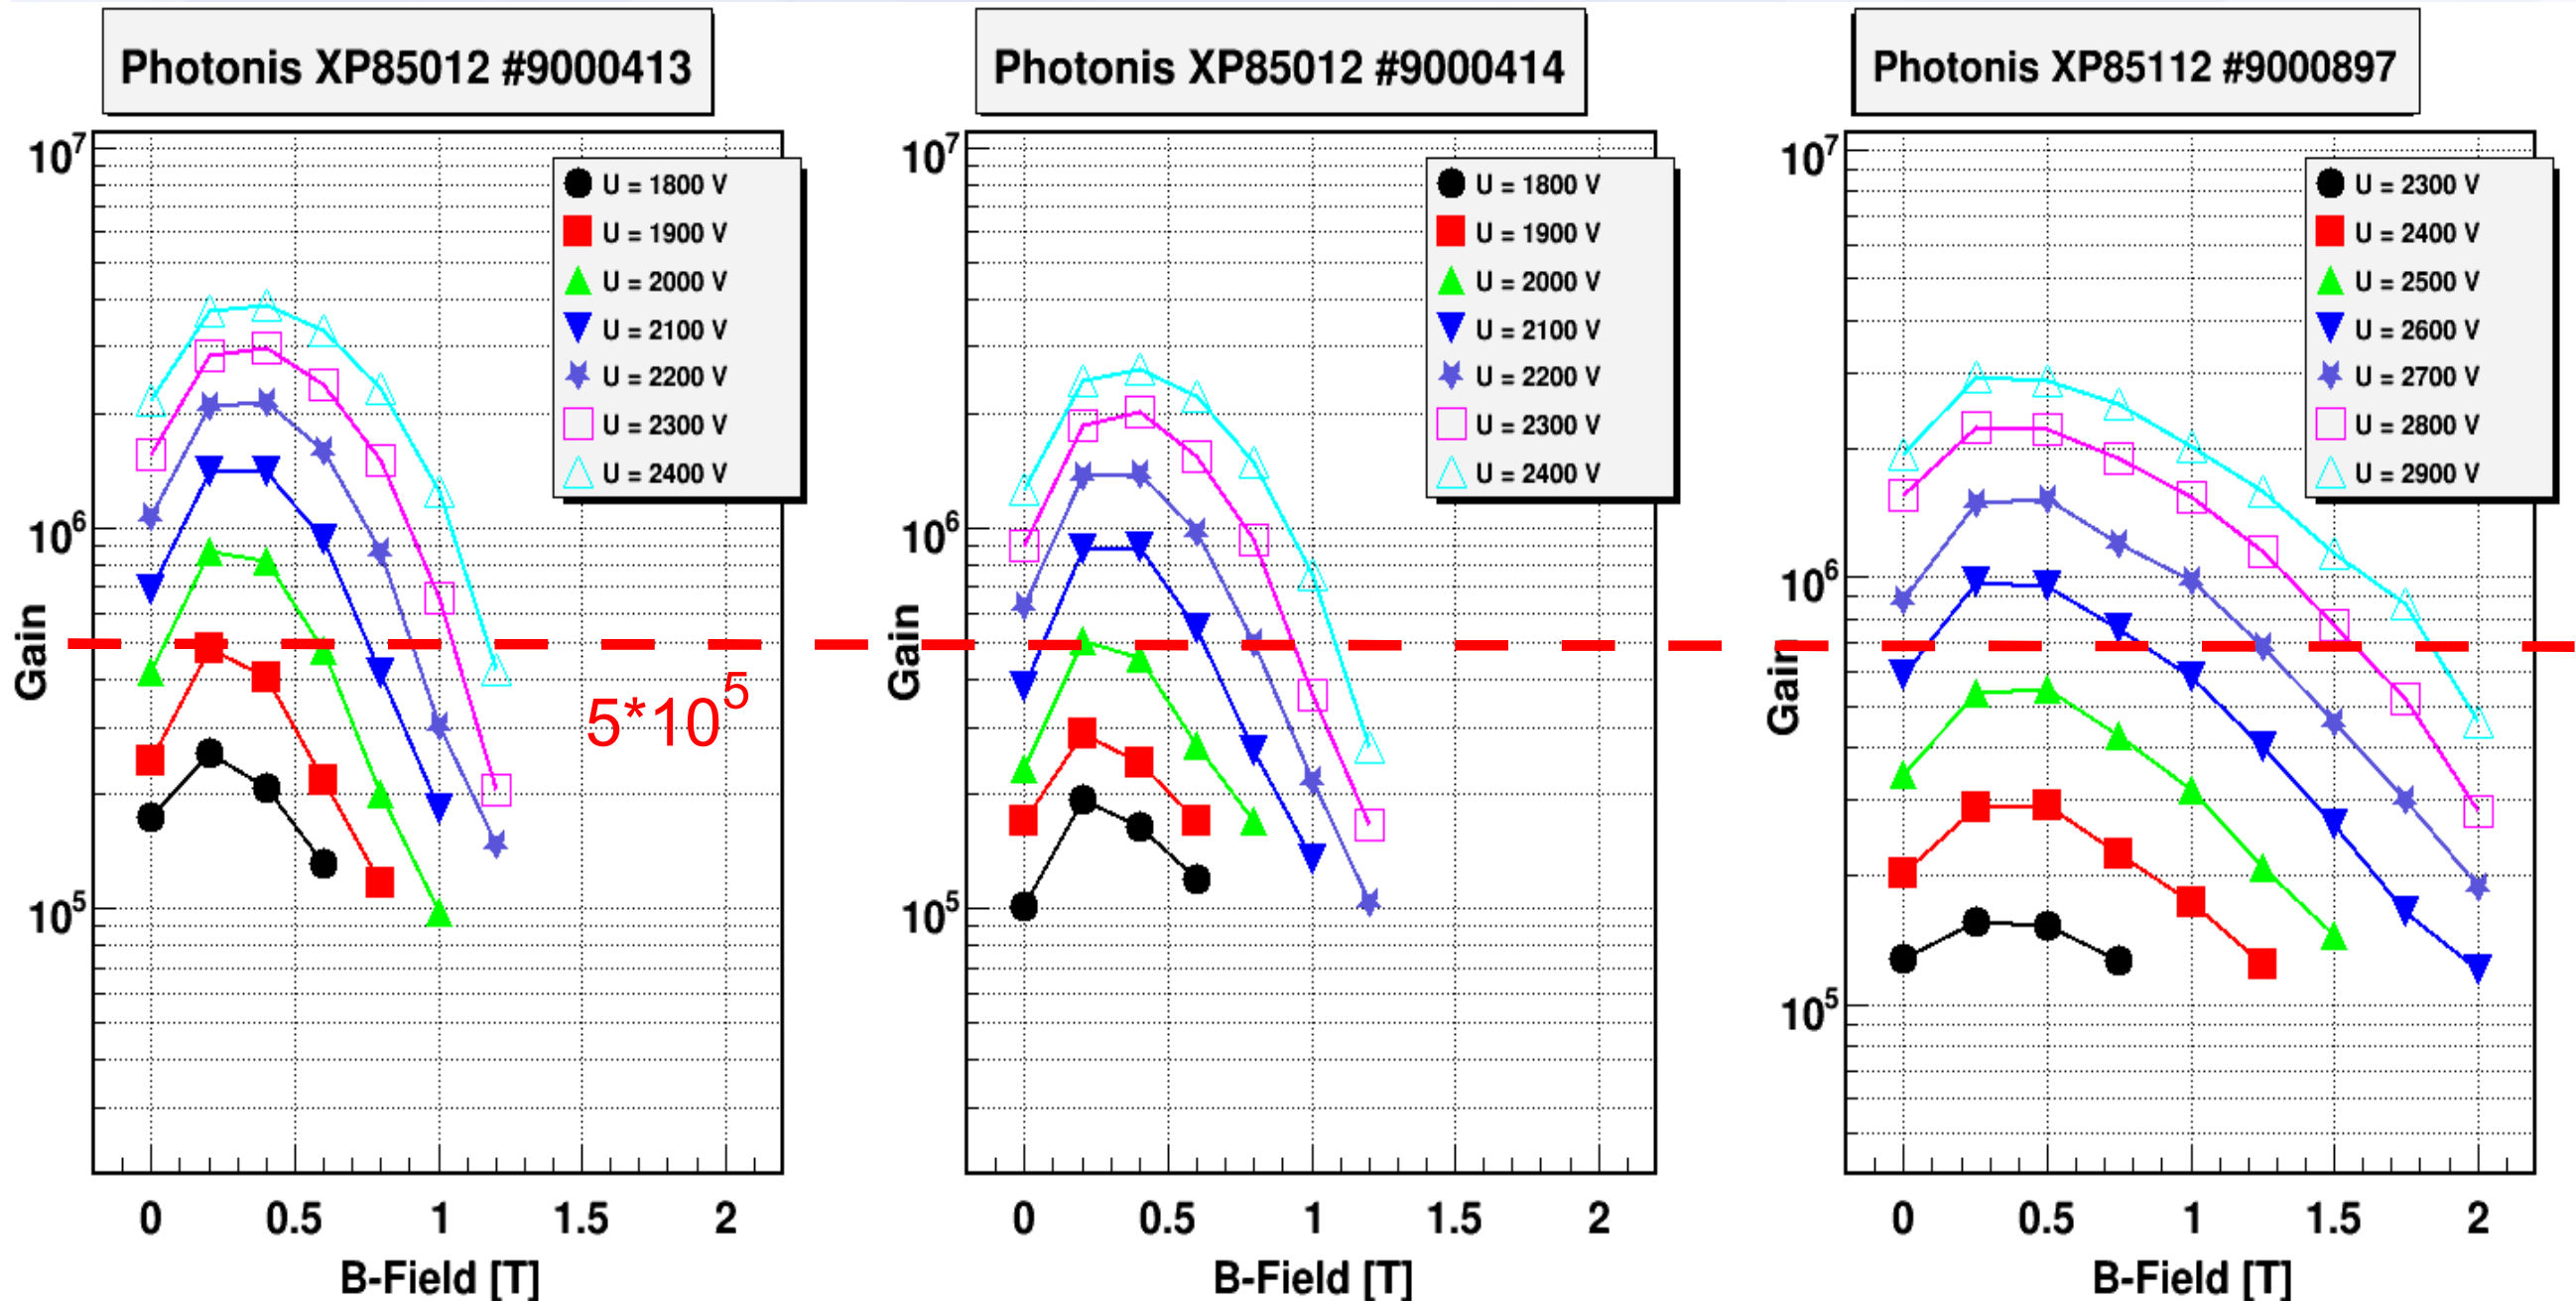 Photonis XP85012 #9000413
10^7
10^6
10^5
Gain
U = 1800 V
U = 1900 V
U = 2000 V
U = 2100 V
U = 2200 V
U = 2300 V
U = 2400 V
5*10^5
0 0.5 1 1.5 2
B-Field [T]
Photonis XP85012 #9000414
10^7
10^6
10^5
Gain
U = 1800 V
U = 1900 V
U = 2000 V
U = 2100 V
U = 2200 V
U = 2300 V
U = 2400 V
0 0.5 1 1.5 2
B-Field [T]
Photonis XP85112 #9000897
10^7
10^6
10^5
Gain
U = 2300 V
U = 2400 V
U = 2500 V
U = 2600 V
U = 2700 V
U = 2800 V
U = 2900 V
0 0.5 1 1.5 2
B-Field [T]